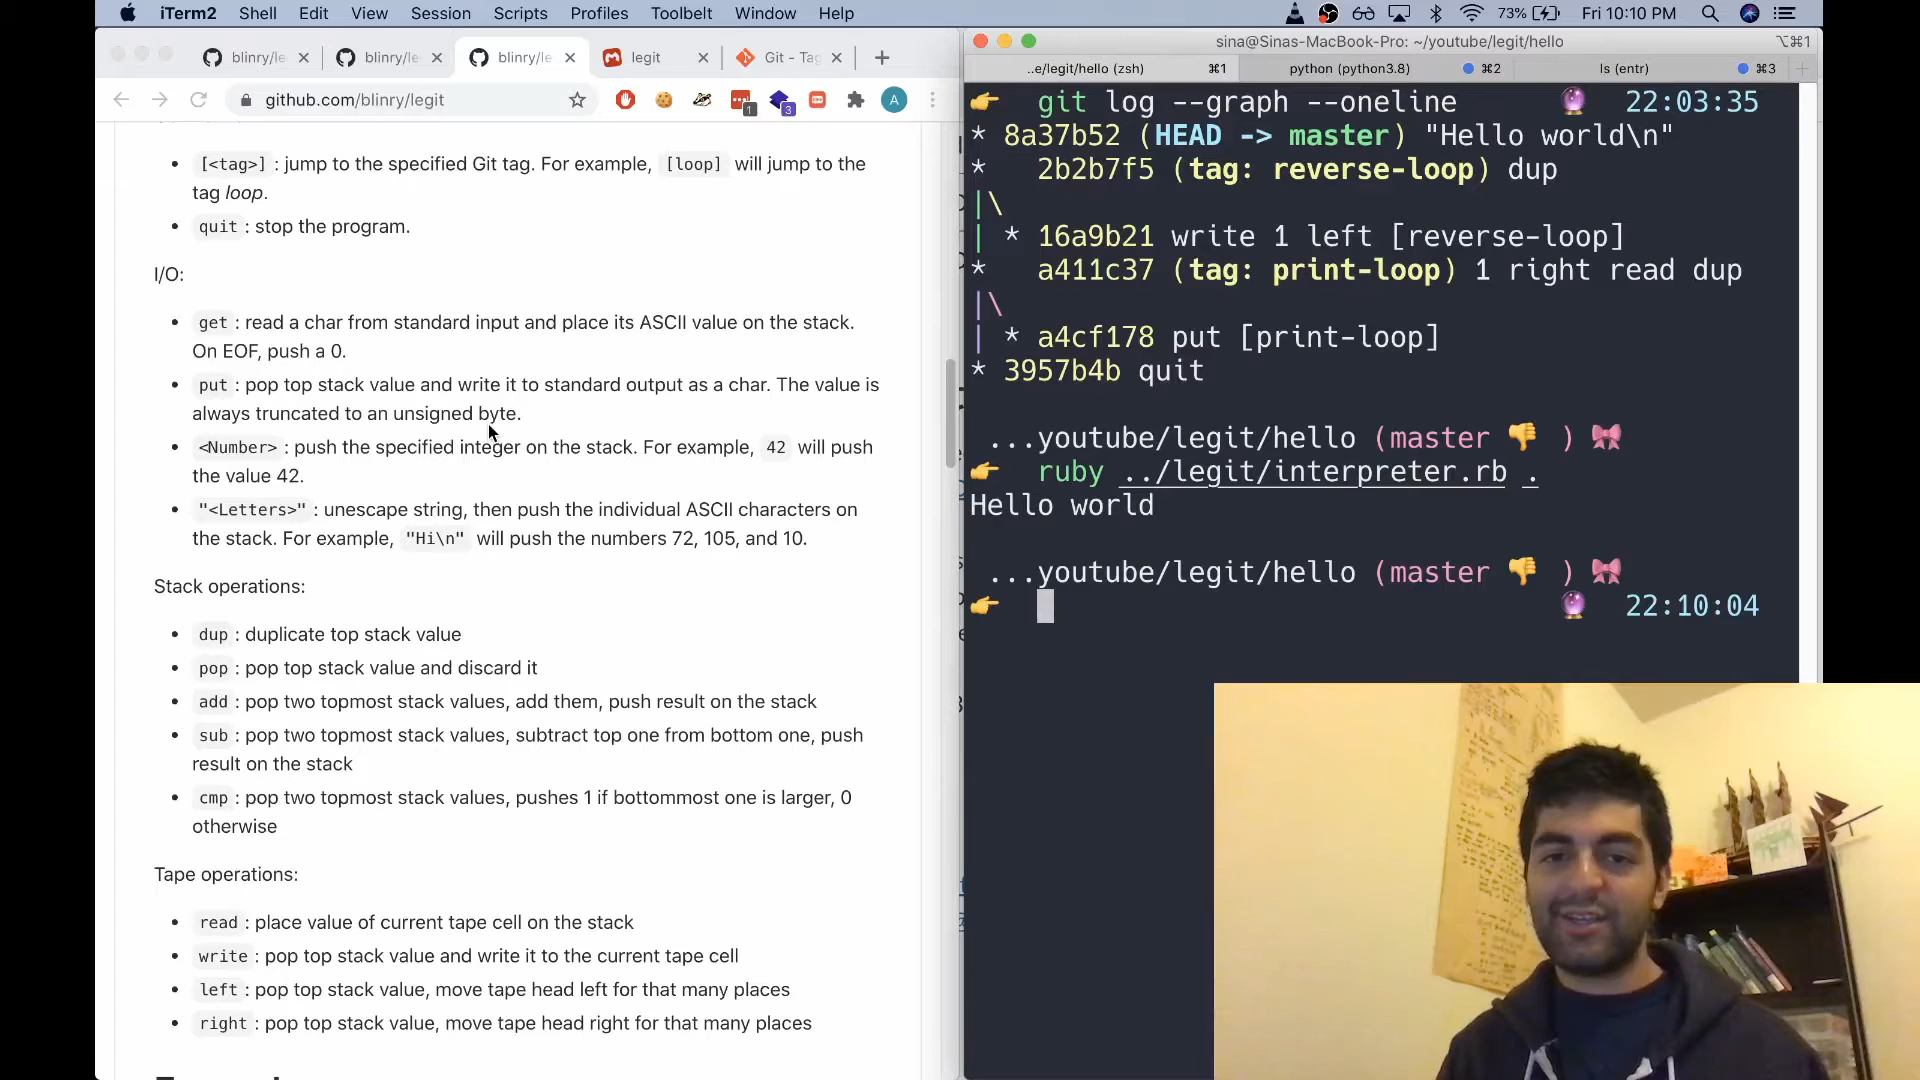 iTerm2 Shell Edit View Session Scripts Profiles Toolbelt Window Help 73% Fri 10:10 PM
blinry/le blinry/le blinry/le legit Git - Tag
github.com/blinry/legit A
[<tag>] : jump to the specified Git tag. For example, [loop] will jump to the
tag loop.
quit : stop the program.
I/O:
get : read a char from standard input and place its ASCII value on the stack.
On EOF, push a 0.
put : pop top stack value and write it to standard output as a char. The value is
always truncated to an unsigned byte.
<Number> : push the specified integer on the stack. For example, 42 will push
the value 42.
"<Letters>" : unescape string, then push the individual ASCII characters on
the stack. For example, "Hi\n" will push the numbers 72, 105, and 10.
Stack operations:
dup : duplicate top stack value
pop : pop top stack value and discard it
add : pop two topmost stack values, add them, push result on the stack
sub : pop two topmost stack values, subtract top one from bottom one, push
result on the stack
cmp : pop two topmost stack values, pushes 1 if bottommost one is larger, 0
otherwise
Tape operations:
read : place value of current tape cell on the stack
write : pop top stack value and write it to the current tape cell
left : pop top stack value, move tape head left for that many places
right : pop top stack value, move tape head right for that many places
sina@Sinas-MacBook-Pro: ~/youtube/legit/hello ⌥⌘1
..e/legit/hello (zsh) ⌘1 python (python3.8) ⌘2 ls (entr) ⌘3
👉 git log --graph --oneline 🔮 22:03:35
* 8a37b52 (HEAD -> master) "Hello world\n"
* 2b2b7f5 (tag: reverse-loop) dup
|\
| * 16a9b21 write 1 left [reverse-loop]
* a411c37 (tag: print-loop) 1 right read dup
|\
| * a4cf178 put [print-loop]
* 3957b4b quit
...youtube/legit/hello (master 👎 ) 🎀
👉 ruby ../legit/interpreter.rb .
Hello world
...youtube/legit/hello (master 👎 ) 🎀
👉 🔮 22:10:04